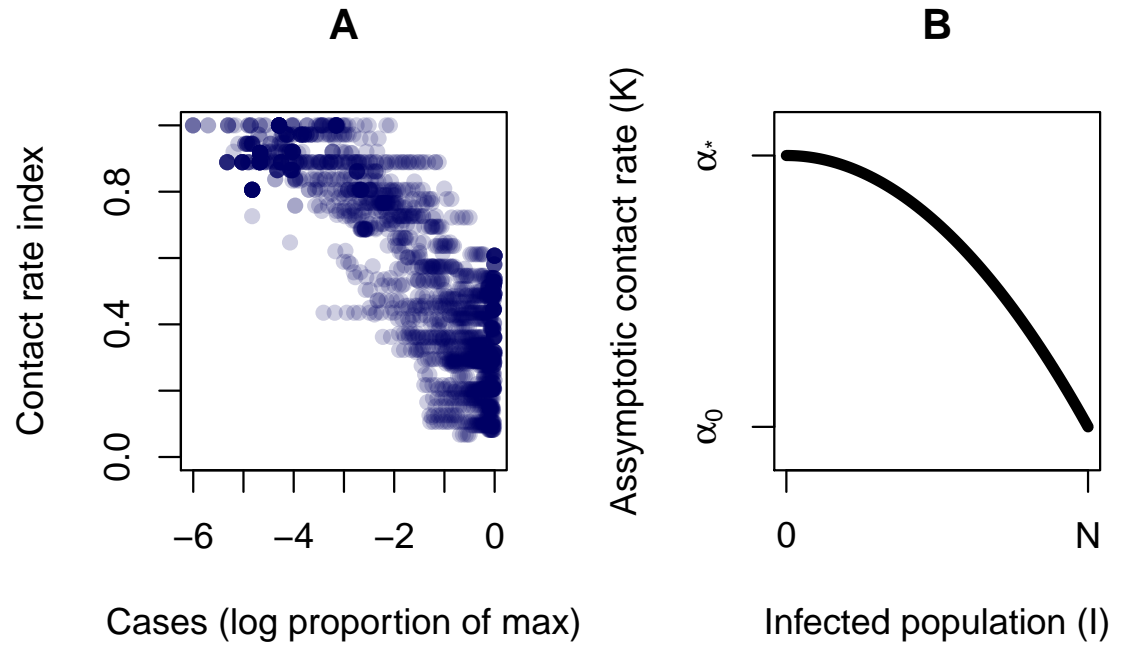 A
Contact rate index
0.8
0.4
0.0
−6 −4 −2 0
Cases (log proportion of max)
B
Assymptotic contact rate (K)
α*
α0
0 N
Infected population (I)